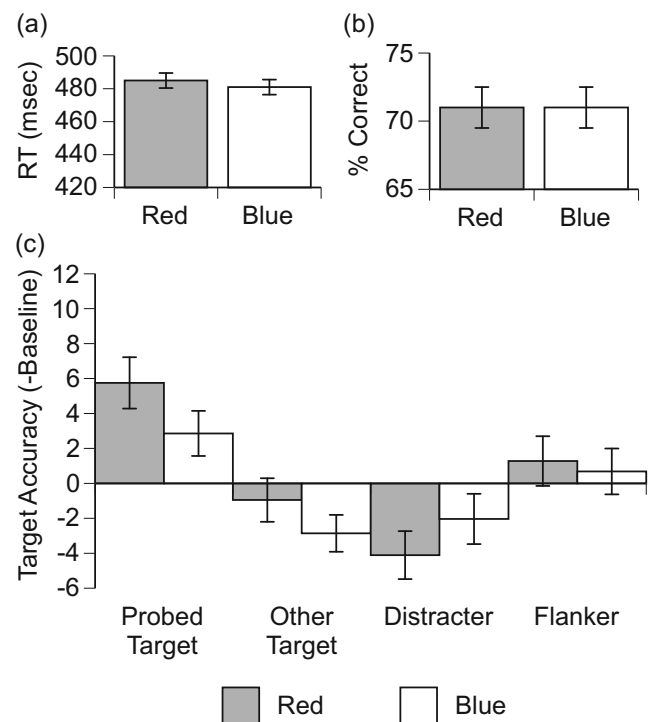 (a)
RT (msec)
500
480
460
440
420
Red
Blue
(b)
% Correct
75
70
65
Red
Blue
(c)
Target Accuracy (-Baseline)
12
10
8
6
4
2
0
-2
-4
-6
Probed
Target
Other
Target
Distracter
Flanker
Red
Blue